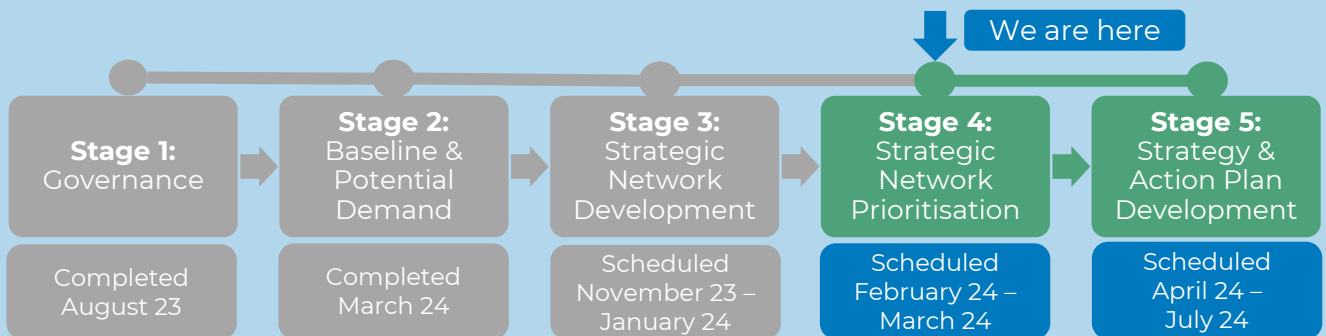 We are here
Stage 1:
Governance
Stage 2:
Baseline &
Potential
Demand
Stage 3:
Strategic
Network
Development
Stage 4:
Strategic
Network
Prioritisation
Stage 5:
Strategy &
Action Plan
Development
Completed
August 23
Completed
March 24
Scheduled
November 23 –
January 24
Scheduled
February 24 –
March 24
Scheduled
April 24 –
July 24